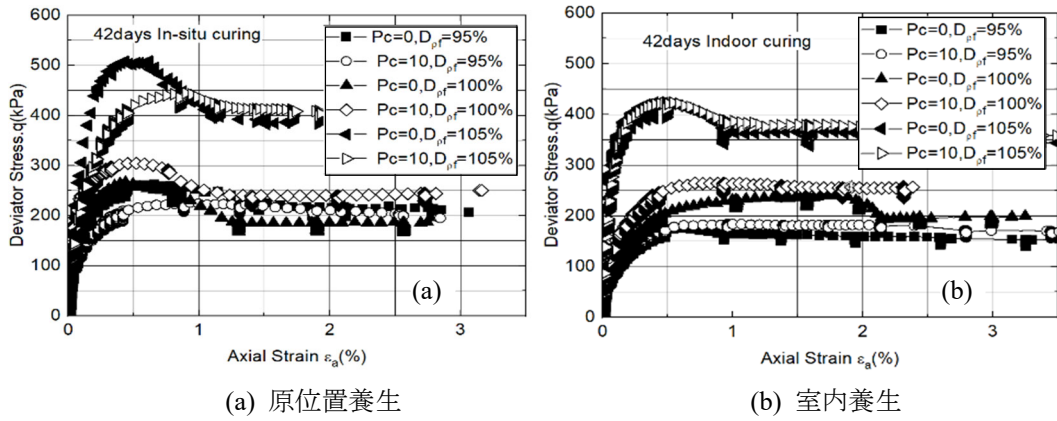 600
500
400
300
200
100
0
0
1
2
3
Deviator Stress.q(kPa)
Axial Strain εₐ(%)
42days In-situ curing
Pc=0,Dρf=95%
Pc=10,Dρf=95%
Pc=0,Dρf=100%
Pc=10,Dρf=100%
Pc=0,Dρf=105%
Pc=10,Dρf=105%
(a)
(a) 原位置養生
600
500
400
300
200
100
0
0
1
2
3
Deviator Stress.q(kPa)
Axial Strain εₐ(%)
42days Indoor curing
Pc=0,Dρf=95%
Pc=10,Dρf=95%
Pc=0,Dρf=100%
Pc=10,Dρf=100%
Pc=0,Dρf=105%
Pc=10,Dρf=105%
(b)
(b) 室内養生